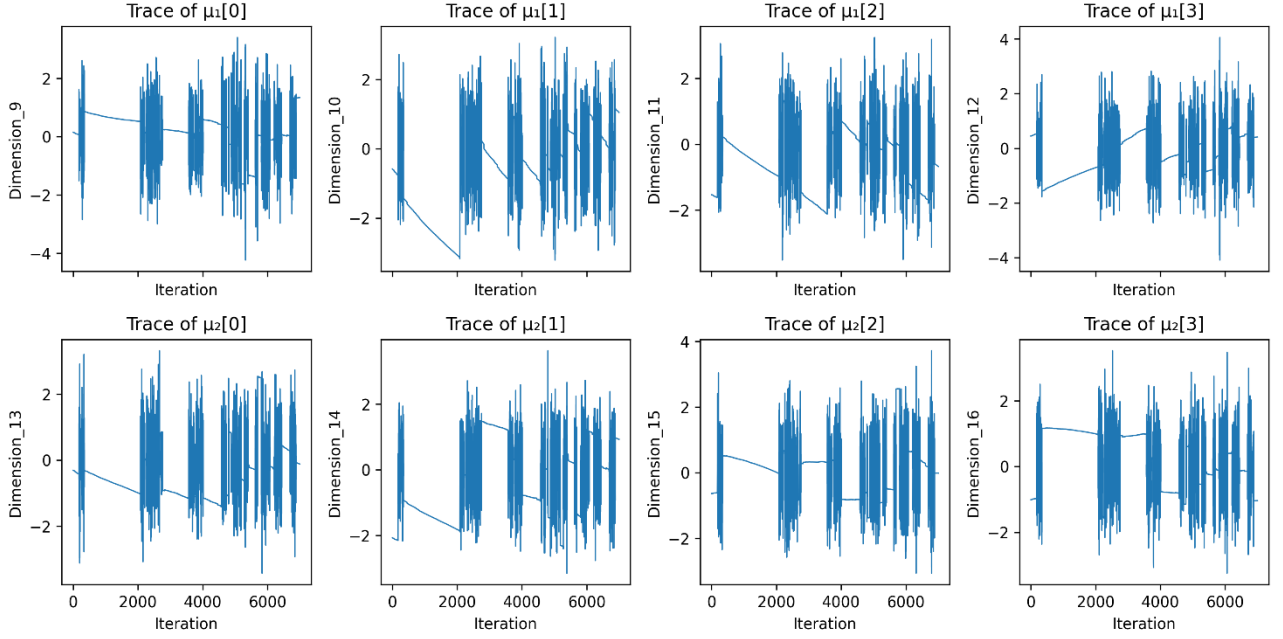 Trace of μ₁[0]
Dimension_9
2
0
−2
−4
Iteration
Trace of μ₁[1]
Dimension_10
2
0
−2
Iteration
Trace of μ₁[2]
Dimension_11
2
0
−2
Iteration
Trace of μ₁[3]
Dimension_12
4
2
0
−2
−4
Iteration
Trace of μ₂[0]
Dimension_13
2
0
−2
0 2000 4000 6000
Iteration
Trace of μ₂[1]
Dimension_14
2
0
−2
0 2000 4000 6000
Iteration
Trace of μ₂[2]
Dimension_15
4
2
0
−2
0 2000 4000 6000
Iteration
Trace of μ₂[3]
Dimension_16
2
0
−2
0 2000 4000 6000
Iteration